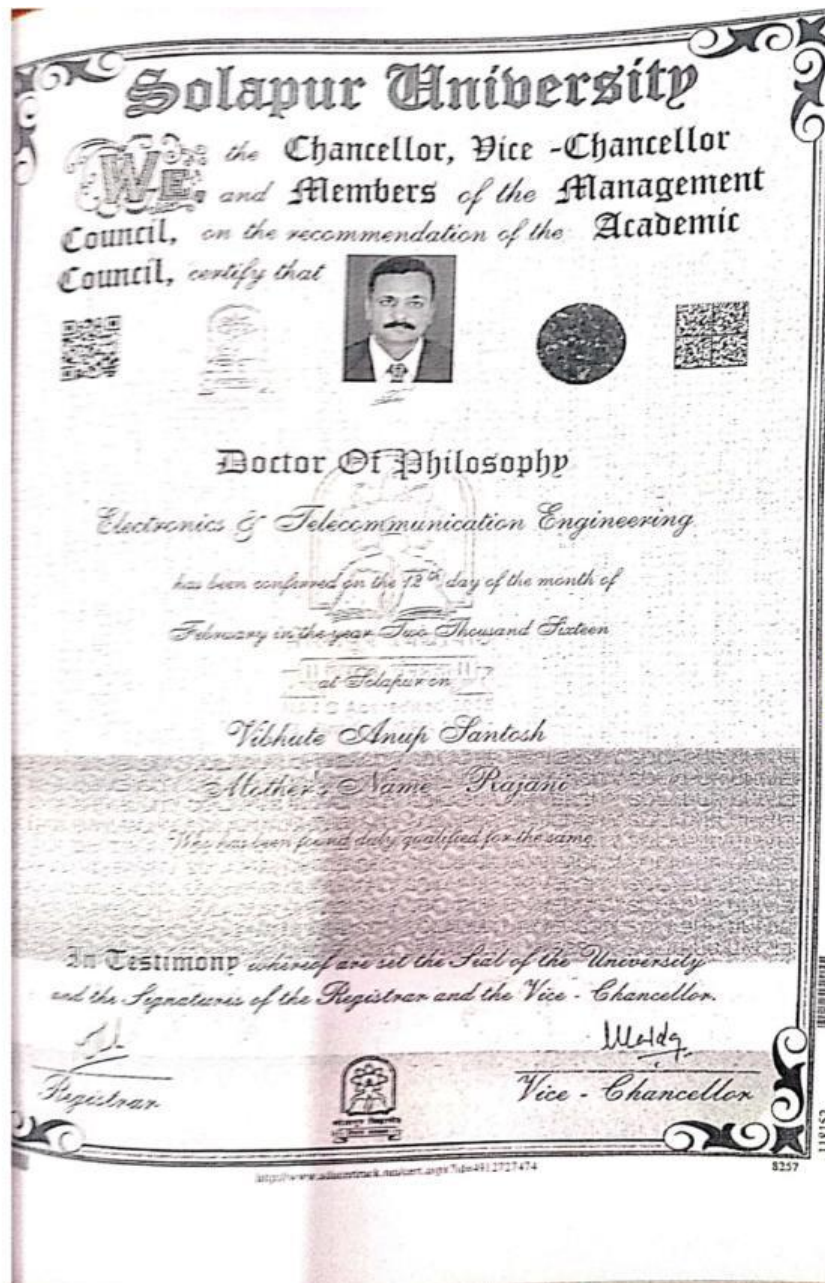 Solapur University
WE the Chancellor, Vice -Chancellor
and Members of the Management
Council, on the recommendation of the Academic
Council, certify that
Doctor Of Philosophy
Electronics & Telecommunication Engineering
has been conferred on the 12th day of the month of
February in the year Two Thousand Sixteen
at Solapur on
Vibhute Anup Santosh
Mother's Name - Rajani
Who has been found duly qualified for the same.
In Testimony whereof are set the Seal of the University
and the Signatures of the Registrar and the Vice - Chancellor.
Registrar
Vice - Chancellor
8257
118162